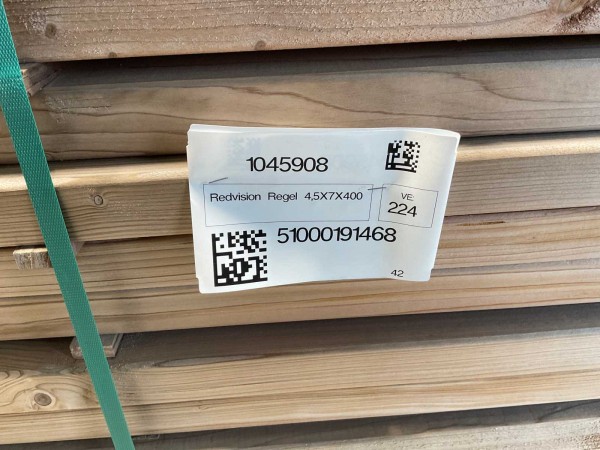 1045908
Redvision Regel 4,5X7X400
VE:
224
51000191468
42